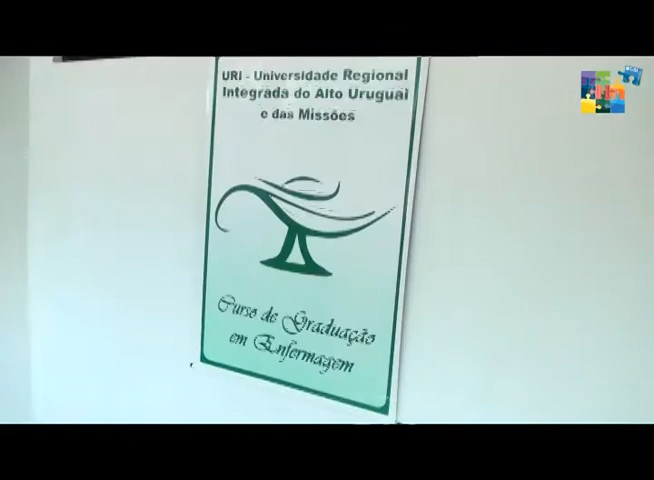 URI - Universidade Regional
Integrada do Alto Uruguai
e das Missões
Curso de Graduação
em Enfermagem